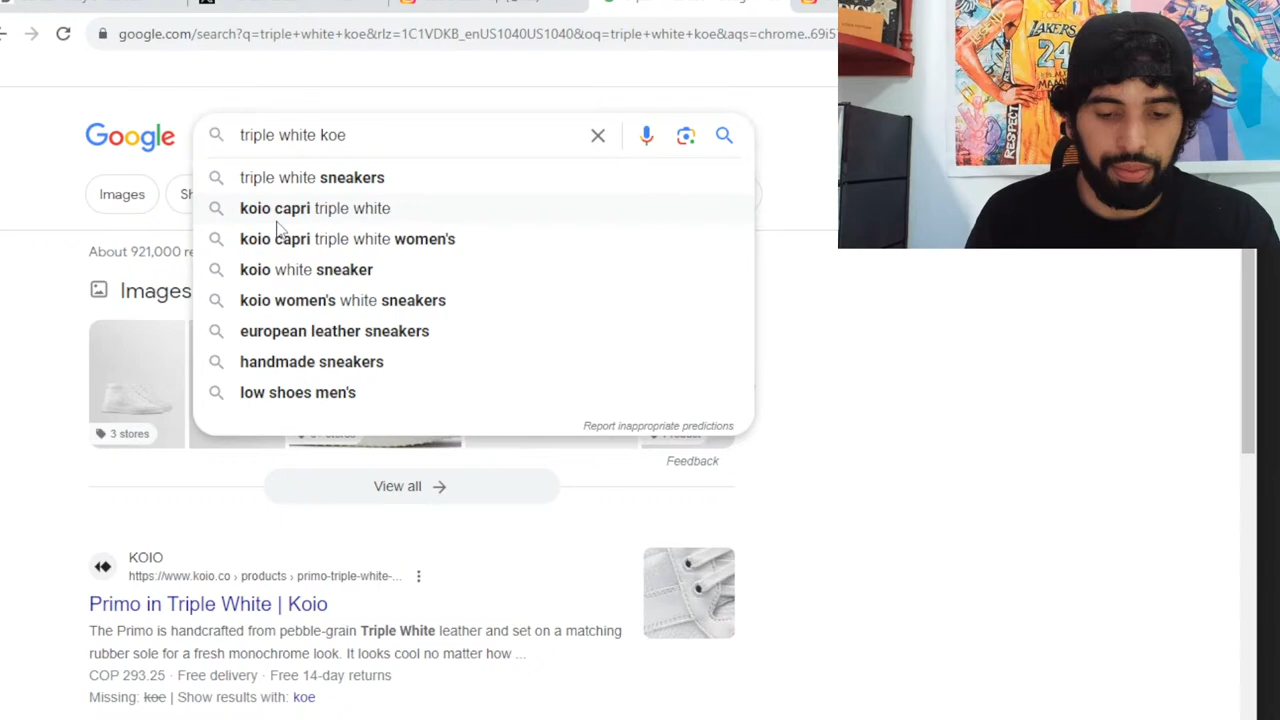 google.com/search?q=triple+white+koe&rlz=1C1VDKB_enUS1040US1040&oq=triple+white+koe&aqs=chrome..69i5
Google
triple white koe
triple white sneakers
koio capri triple white
koio capri triple white women's
koio white sneaker
koio women's white sneakers
european leather sneakers
handmade sneakers
low shoes men's
Report inappropriate predictions
Images
About 921,000
Images
3 stores
Feedback
View all
KOIO
https://www.koio.co › products › primo-triple-white-...
Primo in Triple White | Koio
The Primo is handcrafted from pebble-grain Triple White leather and set on a matching
rubber sole for a fresh monochrome look. It looks cool no matter how ...
COP 293.25 · Free delivery · Free 14-day returns
Missing: koe | Show results with: koe
LAKERS
24
RESPECT